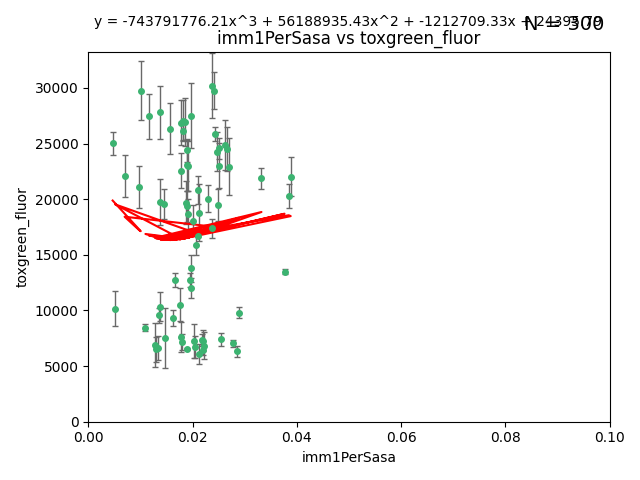 y = -743791776.21x^3 + 56188935.43x^2 + -1212709.33x +
N = 300
imm1PerSasa vs toxgreen_fluor
30000
25000
20000
15000
10000
5000
0
toxgreen_fluor
0.00 0.02 0.04 0.06 0.08 0.10
imm1PerSasa